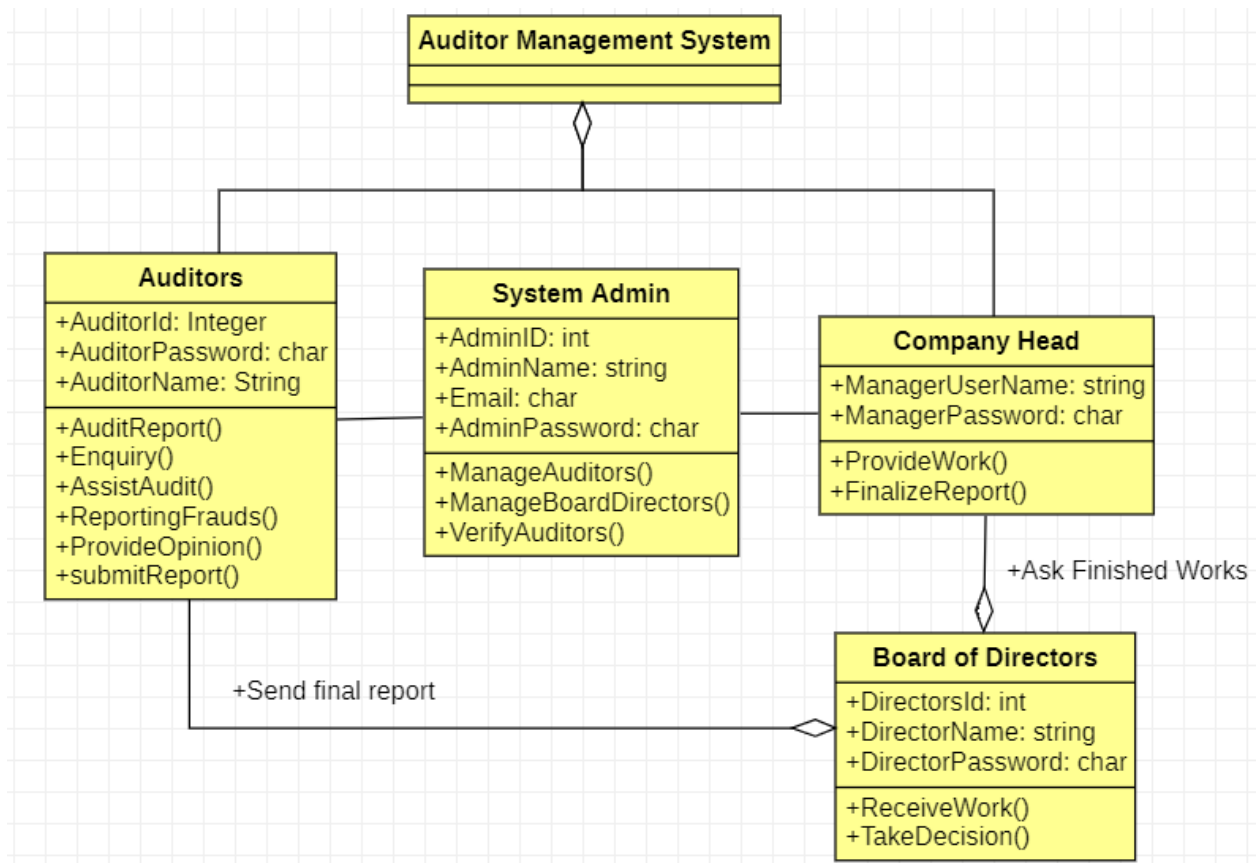 Auditor Management System
Auditors
+AuditorId: Integer
+AuditorPassword: char
+AuditorName: String
+AuditReport()
+Enquiry()
+AssistAudit()
+ReportingFrauds()
+ProvideOpinion()
+submitReport()
System Admin
+AdminID: int
+AdminName: string
+Email: char
+AdminPassword: char
+ManageAuditors()
+ManageBoardDirectors()
+VerifyAuditors()
Company Head
+ManagerUserName: string
+ManagerPassword: char
+ProvideWork()
+FinalizeReport()
+Ask Finished Works
+Send final report
Board of Directors
+DirectorsId: int
+DirectorName: string
+DirectorPassword: char
+ReceiveWork()
+TakeDecision()